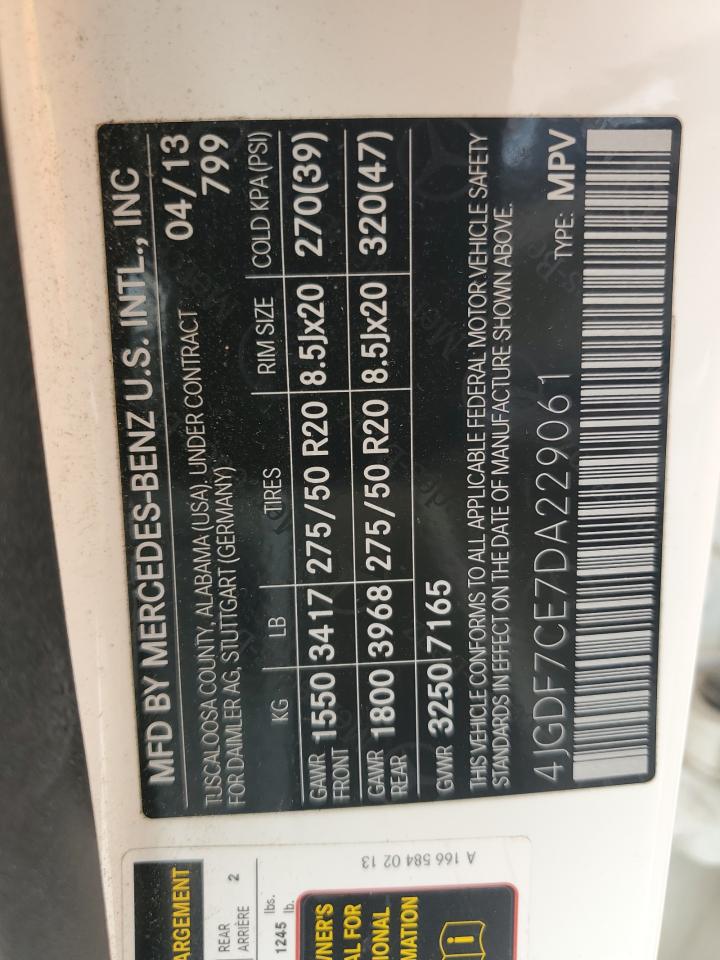 MFD BY MERCEDES-BENZ U.S. INTL., INC
TUSCALOOSA COUNTY, ALABAMA (USA), UNDER CONTRACT 04/13
FOR DAIMLER AG, STUTTGART (GERMANY) 799
KG LB TIRES RIM SIZE COLD KPA(PSI)
GAWR FRONT 1550 3417 275/50 R20 8.5Jx20 270(39)
GAWR REAR 1800 3968 275/50 R20 8.5Jx20 320(47)
GVWR 3250 7165
THIS VEHICLE CONFORMS TO ALL APPLICABLE FEDERAL MOTOR VEHICLE SAFETY
STANDARDS IN EFFECT ON THE DATE OF MANUFACTURE SHOWN ABOVE.
4JGDF7CE7DA229061 TYPE: MPV
REAR
ARRIÈRE 2
1245 lbs.
lb.
A 166 584 02 13